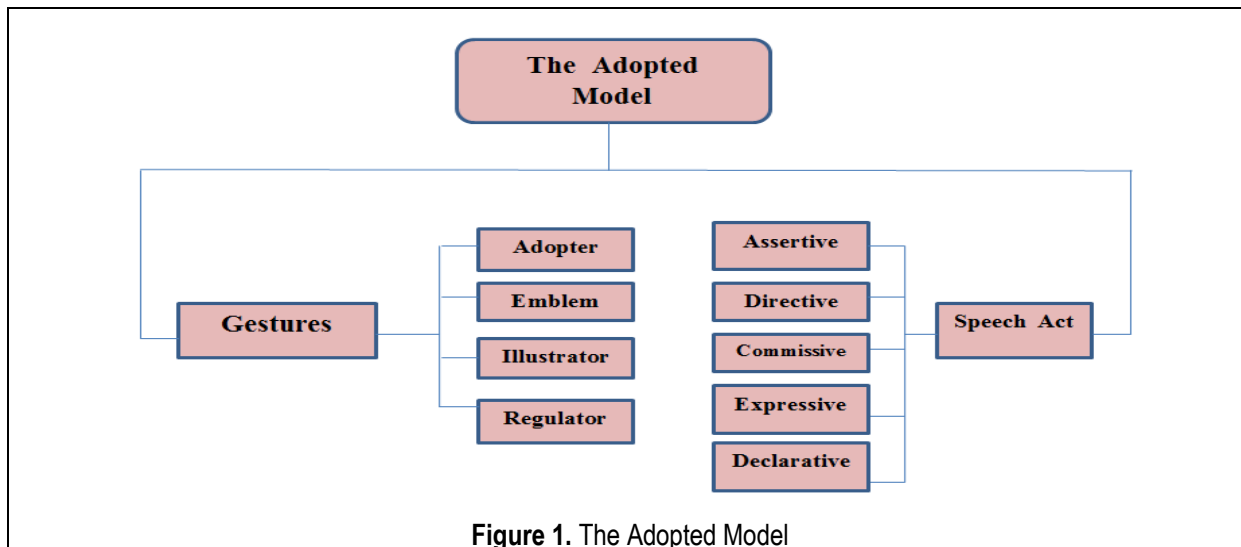 The Adopted
Model
Gestures
Adopter
Emblem
Illustrator
Regulator
Assertive
Directive
Commissive
Expressive
Declarative
Speech Act
Figure 1. The Adopted Model